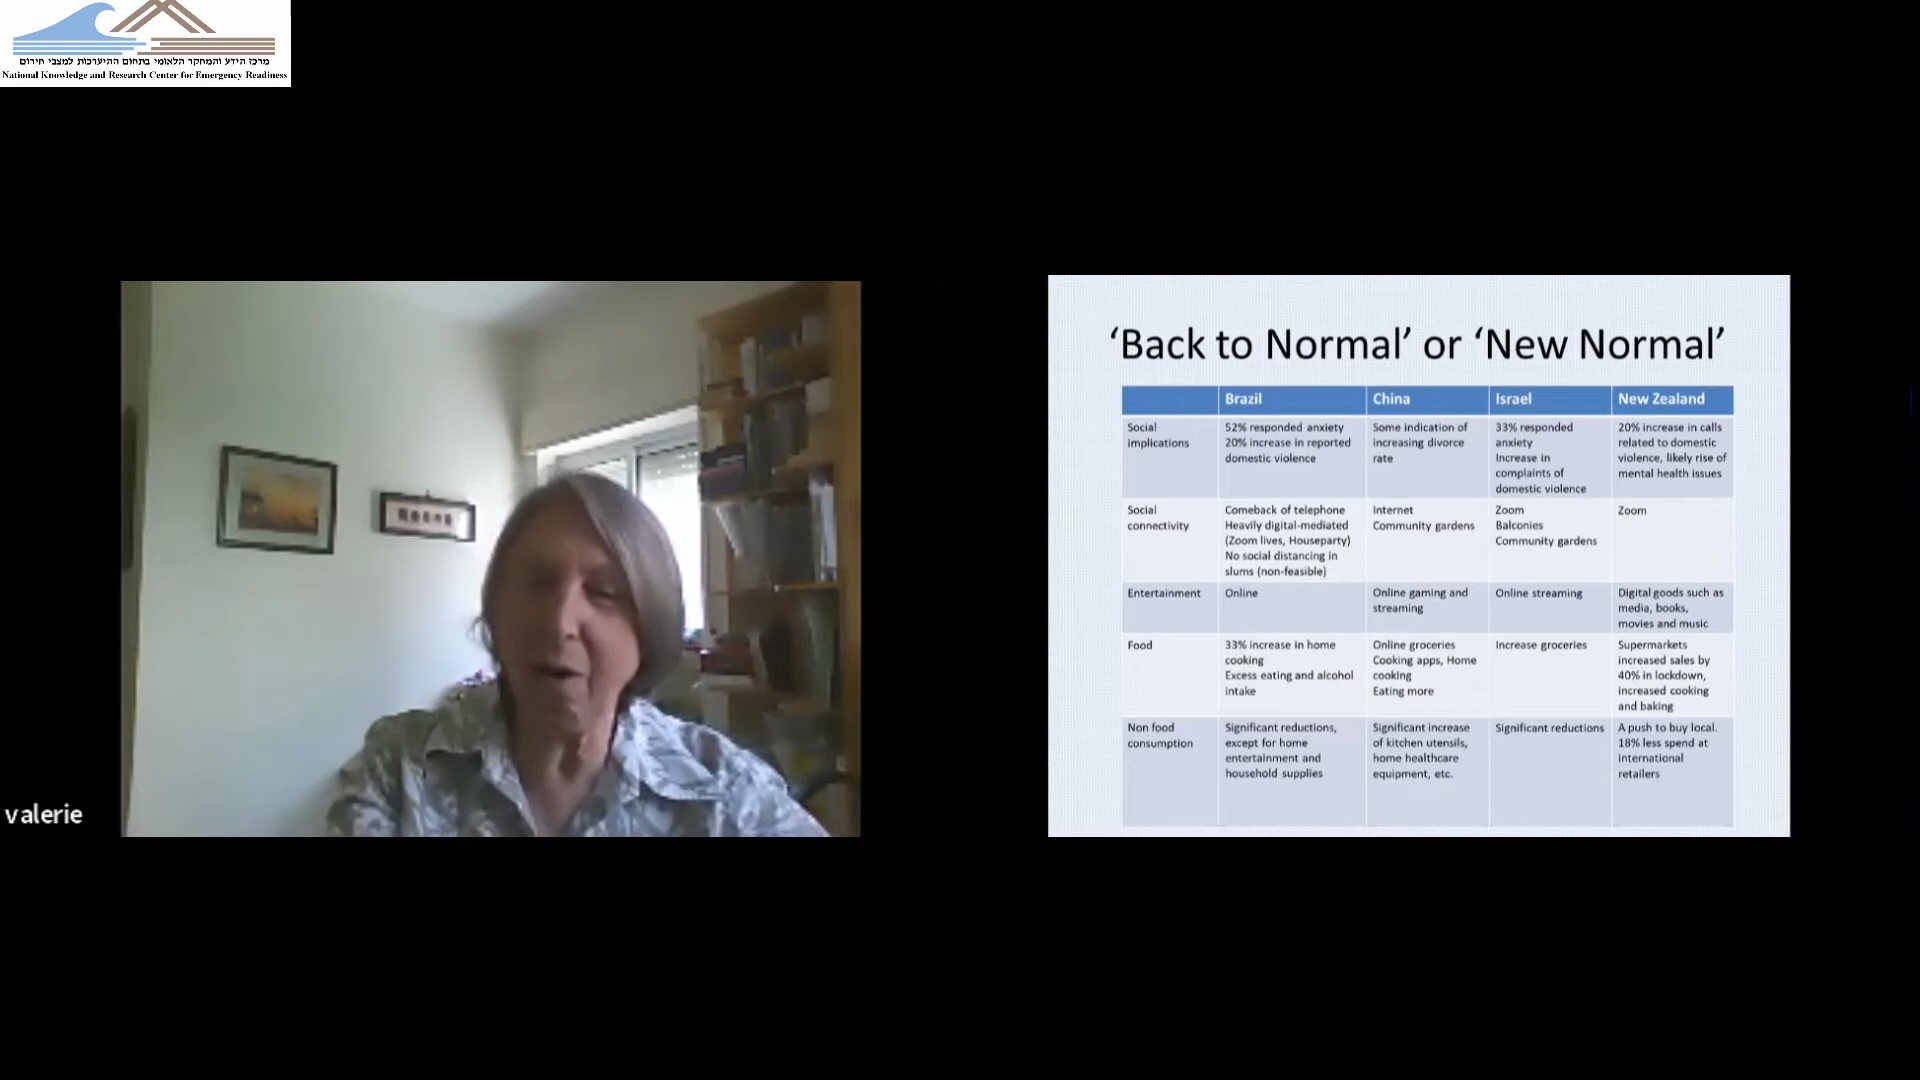 מרכז הידע והמחקר הלאומי בתחום ההיערכות למצבי חירום
National Knowledge and Research Center for Emergency Readiness
valerie
‘Back to Normal’ or ‘New Normal’
Brazil China Israel New Zealand
Social
implications
52% responded anxiety
20% increase in reported
domestic violence
Some indication of
increasing divorce
rate
33% responded
anxiety
Increase in
complaints of
domestic violence
20% increase in calls
related to domestic
violence, likely rise of
mental health issues
Social
connectivity
Comeback of telephone
Heavily digital-mediated
(Zoom lives, Houseparty)
No social distancing in
slums (non-feasible)
Internet
Community gardens
Zoom
Balconies
Community gardens
Zoom
Entertainment
Online
Online gaming and
streaming
Online streaming
Digital goods such as
media, books,
movies and music
Food
33% increase in home
cooking
Excess eating and alcohol
intake
Online groceries
Cooking apps, Home
cooking
Eating more
Increase groceries
Supermarkets
increased sales by
40% in lockdown,
increased cooking
and baking
Non food
consumption
Significant reductions,
except for home
entertainment and
household supplies
Significant increase
of kitchen utensils,
home healthcare
equipment, etc.
Significant reductions
A push to buy local.
18% less spend at
international
retailers